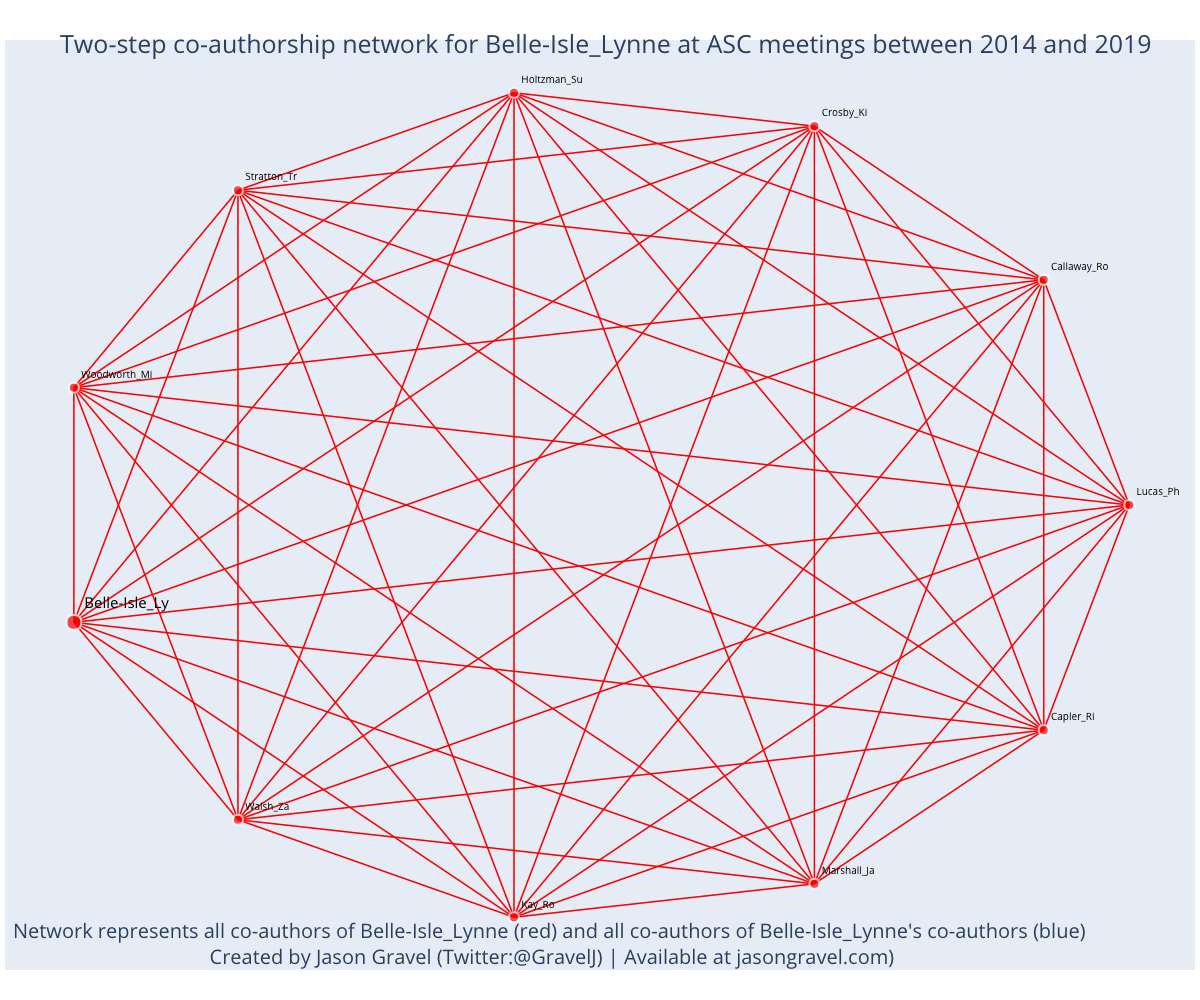 Two-step co-authorship network for Belle-Isle_Lynne at ASC meetings between 2014 and 2019
Holtzman_Su
Crosby_Ki
Stratton_Tr
Callaway_Ro
Woodworth_Mi
Lucas_Ph
Belle-Isle_Ly
Capler_Ri
Walsh_Za
Marshall_Ja
Kay_Ro
Network represents all co-authors of Belle-Isle_Lynne (red) and all co-authors of Belle-Isle_Lynne's co-authors (blue)
Created by Jason Gravel (Twitter:@GravelJ) | Available at jasongravel.com)